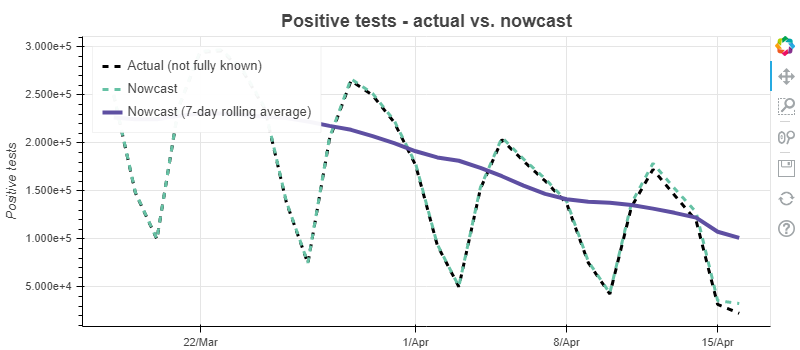 Positive tests - actual vs. nowcast
3.000e+5
2.500e+5
2.000e+5
1.500e+5
1.000e+5
5.000e+4
Positive tests
Actual (not fully known)
Nowcast
Nowcast (7-day rolling average)
22/Mar
1/Apr
8/Apr
15/Apr